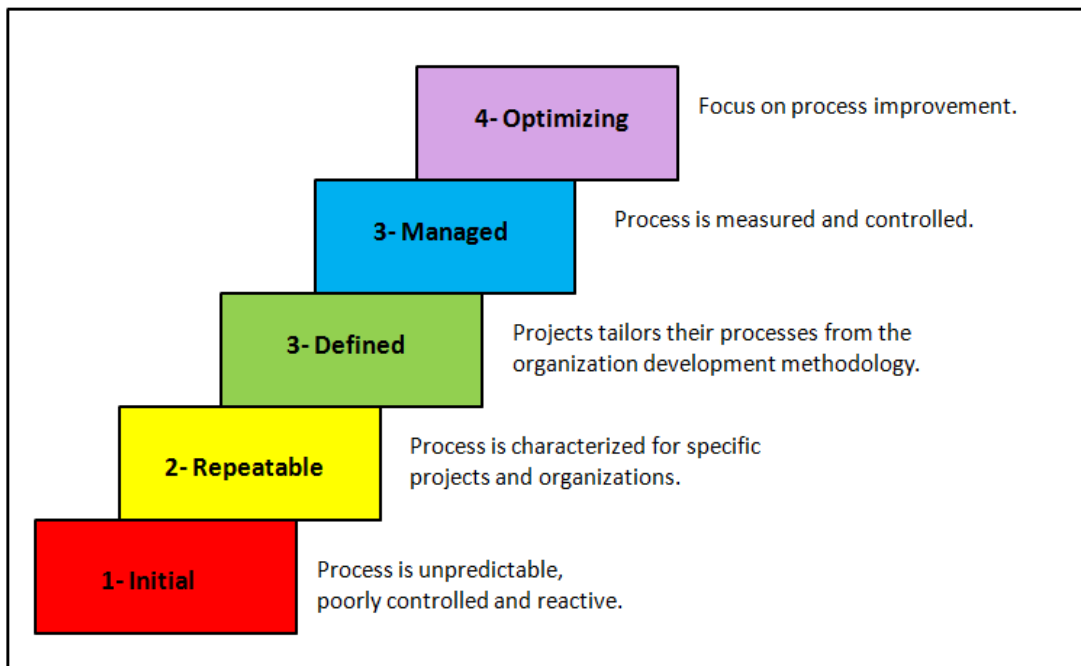 4- Optimizing
Focus on process improvement.
3- Managed
Process is measured and controlled.
3- Defined
Projects tailors their processes from the
organization development methodology.
2- Repeatable
Process is characterized for specific
projects and organizations.
1- Initial
Process is unpredictable,
poorly controlled and reactive.